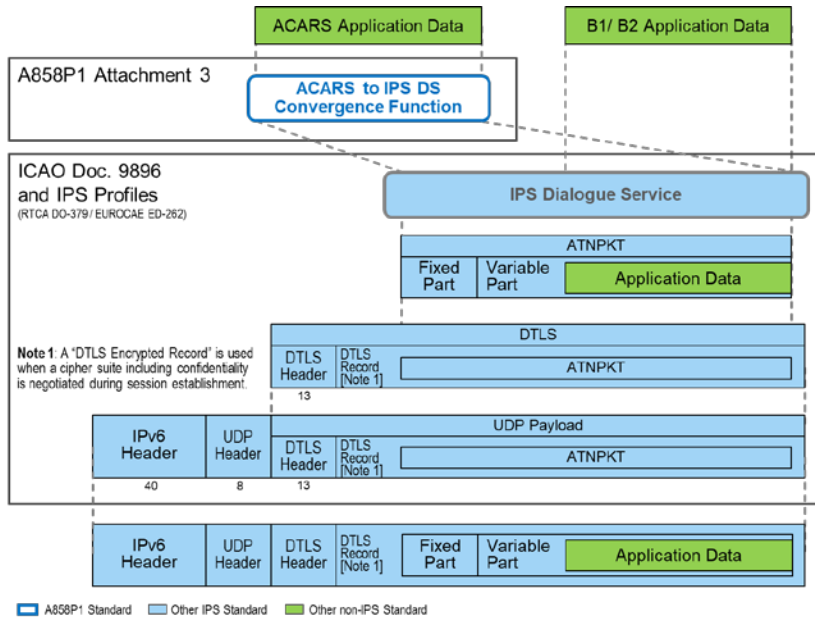 ACARS Application Data
B1/ B2 Application Data
A858P1 Attachment 3
ACARS to IPS DS
Convergence Function
ICAO Doc. 9896
and IPS Profiles
(RTCA DO-379/ EUROCAE ED-262)
IPS Dialogue Service
ATNPKT
Fixed
Part
Variable
Part
Application Data
Note 1: A "DTLS Encrypted Record" is used
when a cipher suite including confidentiality
is negotiated during session establishment.
DTLS
DTLS
Header
DTLS
Record
[Note 1]
ATNPKT
13
IPv6
Header
UDP
Header
UDP Payload
DTLS
Header
DTLS
Record
[Note 1]
ATNPKT
40
8
13
IPv6
Header
UDP
Header
DTLS
Header
DTLS
Record
[Note 1]
Fixed
Part
Variable
Part
Application Data
A858P1 Standard
Other IPS Standard
Other non-IPS Standard